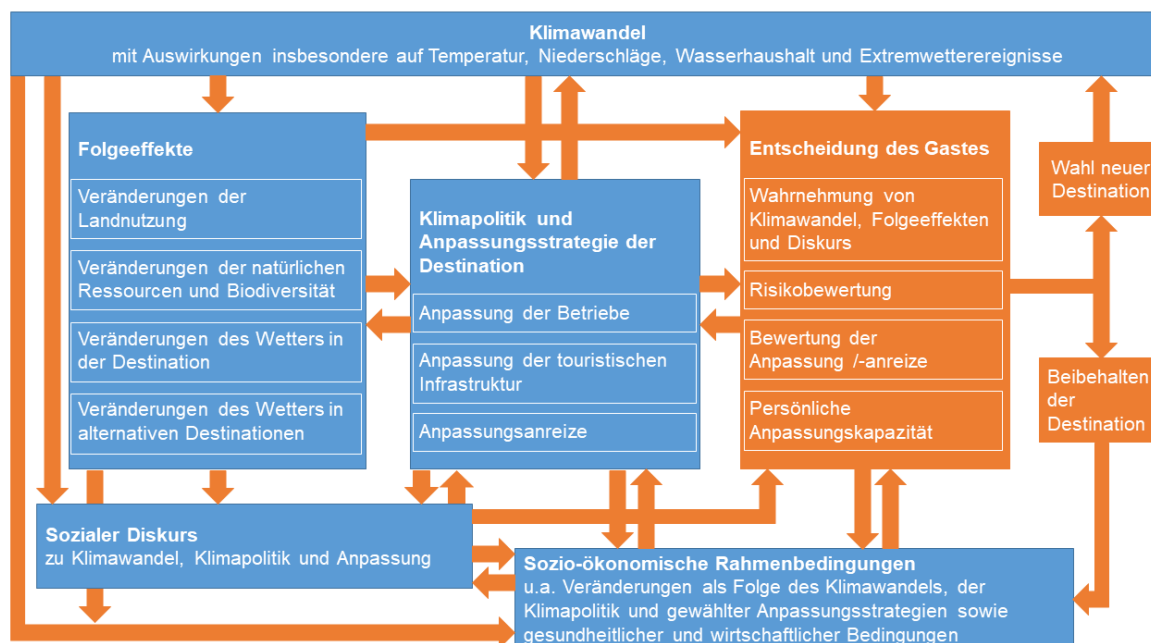 Klimawandel
mit Auswirkungen insbesondere auf Temperatur, Niederschläge, Wasserhaushalt und Extremwetterereignisse
Folgeeffekte
Veränderungen der
Landnutzung
Veränderungen der natürlichen
Ressourcen und Biodiversität
Veränderungen des Wetters in
der Destination
Veränderungen des Wetters in
alternativen Destinationen
Klimapolitik und
Anpassungsstrategie der
Destination
Anpassung der Betriebe
Anpassung der touristischen
Infrastruktur
Anpassungsanreize
Entscheidung des Gastes
Wahrnehmung von
Klimawandel, Folgeeffekten
und Diskurs
Risikobewertung
Bewertung der
Anpassung /-anreize
Persönliche
Anpassungskapazität
Wahl neuer
Destination
Beibehalten
der
Destination
Sozialer Diskurs
zu Klimawandel, Klimapolitik und Anpassung
Sozio-ökonomische Rahmenbedingungen
u.a. Veränderungen als Folge des Klimawandels, der
Klimapolitik und gewählter Anpassungsstrategien sowie
gesundheitlicher und wirtschaftlicher Bedingungen